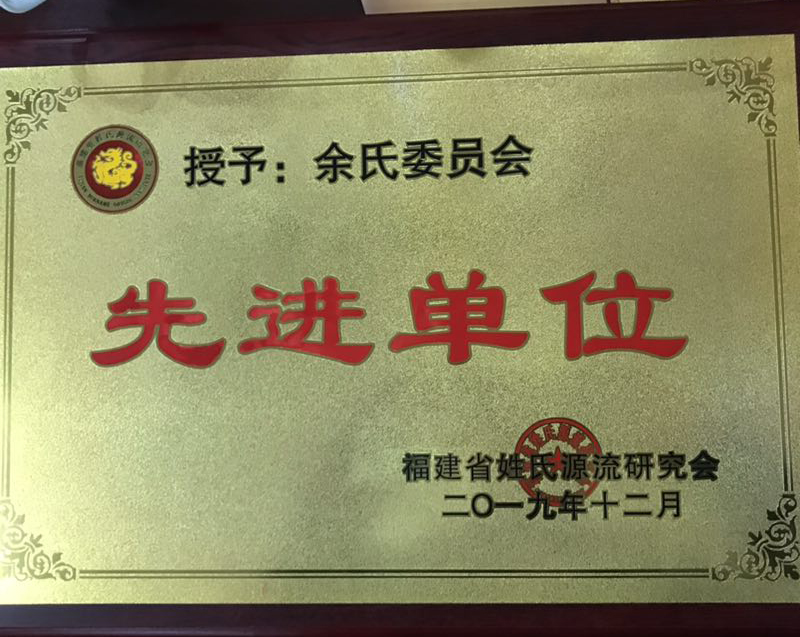 授予：余氏委员会
先进单位
福建省姓氏源流研究会
二〇一九年十二月